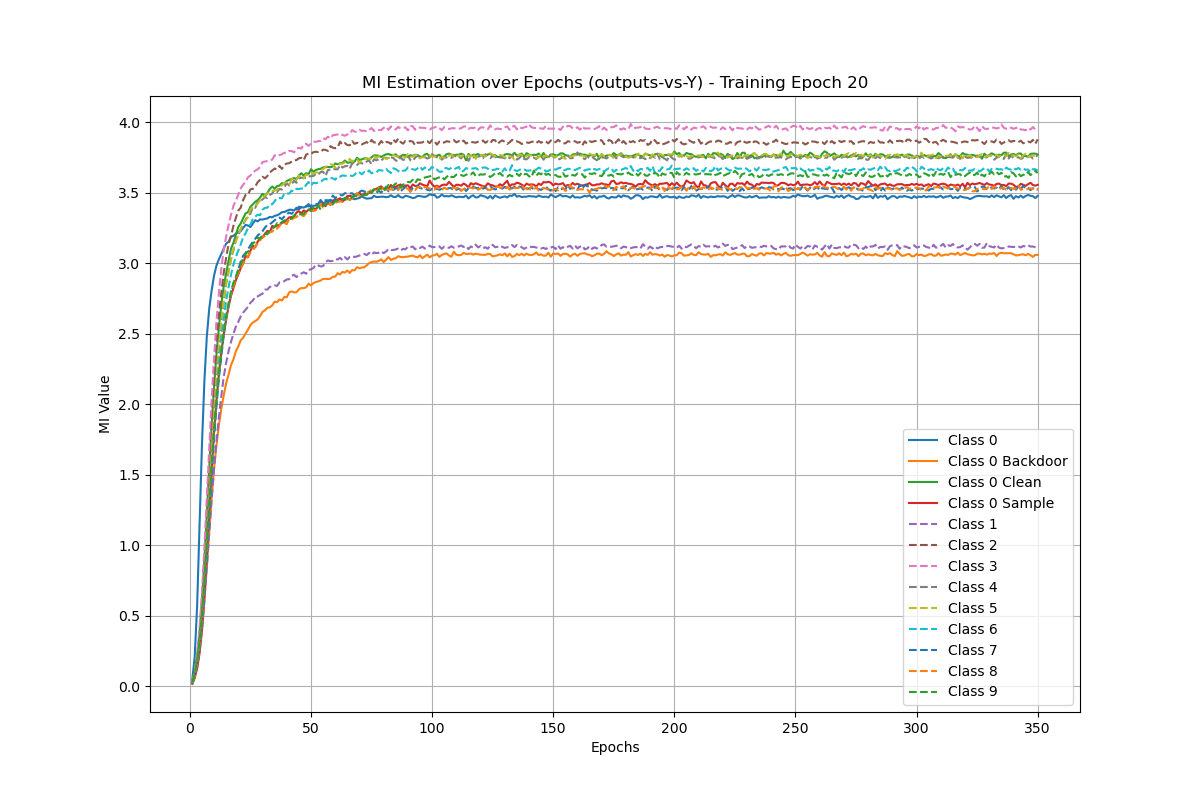 MI Estimation over Epochs (outputs-vs-Y) - Training Epoch 20
MI Value
4.0
3.5
3.0
2.5
2.0
1.5
1.0
0.5
0.0
Class 0
Class 0 Backdoor
Class 0 Clean
Class 0 Sample
Class 1
Class 2
Class 3
Class 4
Class 5
Class 6
Class 7
Class 8
Class 9
0 50 100 150 200 250 300 350
Epochs